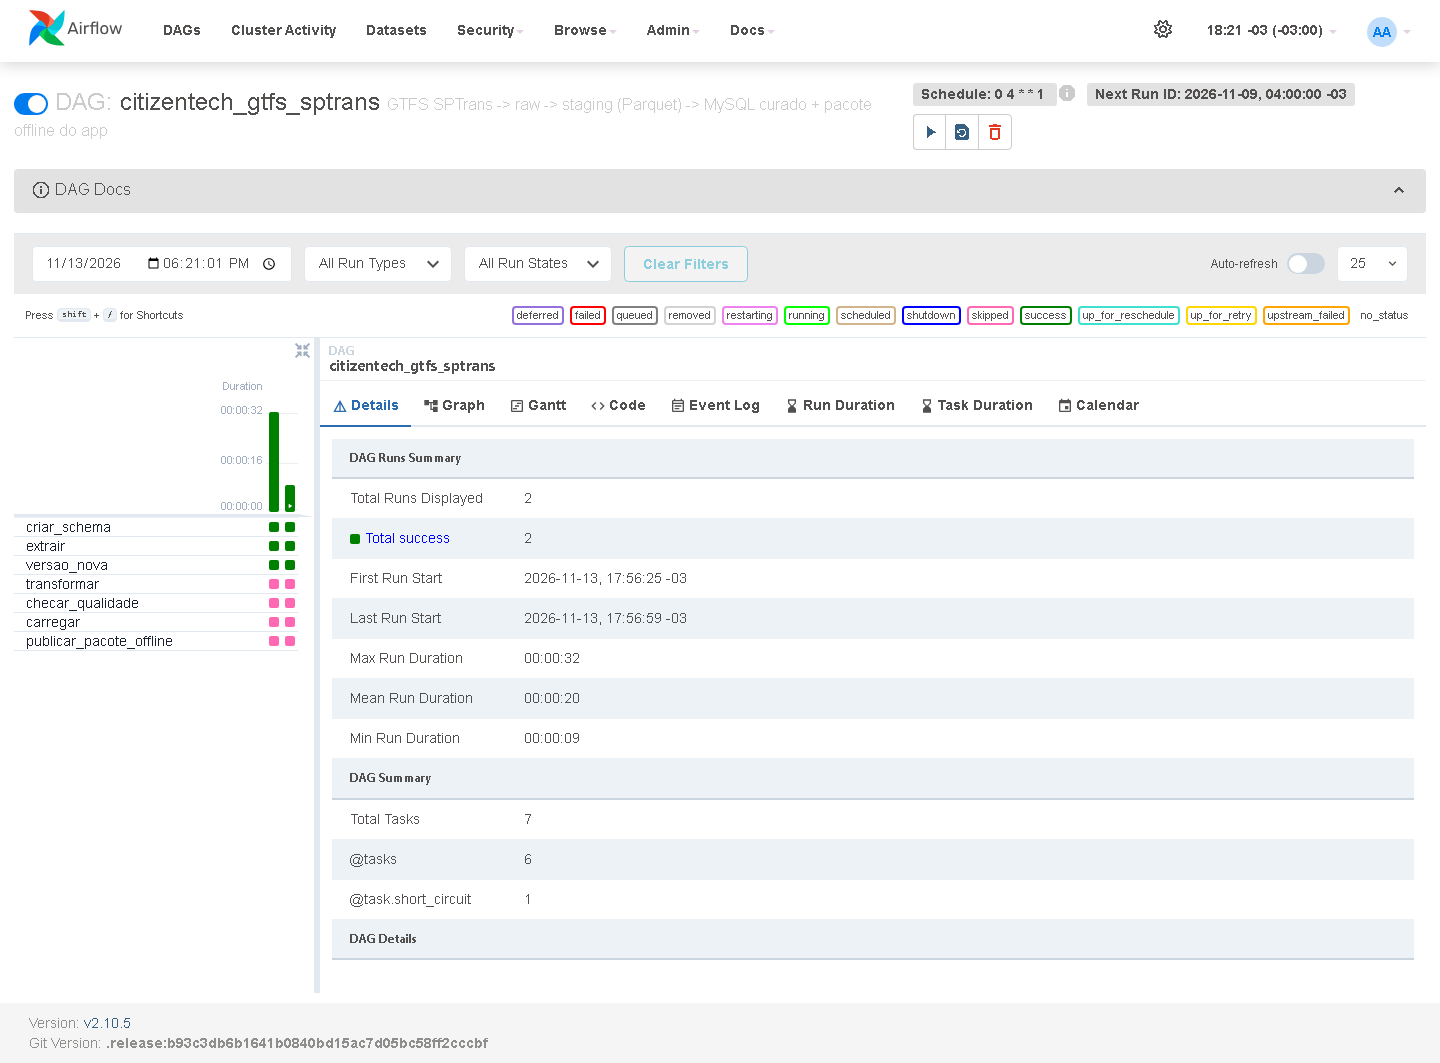 Airflow DAGs Cluster Activity Datasets Security Browse Admin Docs 18:21 -03 (-03:00) AA
DAG: citizentech_gtfs_sptrans GTFS SPTrans -> raw -> staging (Parquet) -> MySQL curado + pacote
offline do app
Schedule: 0 4 * * 1 Next Run ID: 2026-11-09, 04:00:00 -03
DAG Docs
11/13/2026 06:21:01 PM All Run Types All Run States Clear Filters Auto-refresh 25
Press shift + / for Shortcuts deferred failed queued removed restarting running scheduled shutdown skipped success up_for_reschedule up_for_retry upstream_failed no_status
Duration
00:00:32
00:00:16
00:00:00
criar_schema
extrair
versao_nova
transformar
checar_qualidade
carregar
publicar_pacote_offline
DAG
citizentech_gtfs_sptrans
Details Graph Gantt Code Event Log Run Duration Task Duration Calendar
DAG Runs Summary
Total Runs Displayed 2
Total success 2
First Run Start 2026-11-13, 17:56:25 -03
Last Run Start 2026-11-13, 17:56:59 -03
Max Run Duration 00:00:32
Mean Run Duration 00:00:20
Min Run Duration 00:00:09
DAG Summary
Total Tasks 7
@tasks 6
@task.short_circuit 1
DAG Details
Version: v2.10.5
Git Version: .release:b93c3db6b1641b0840bd15ac7d05bc58ff2cccbf